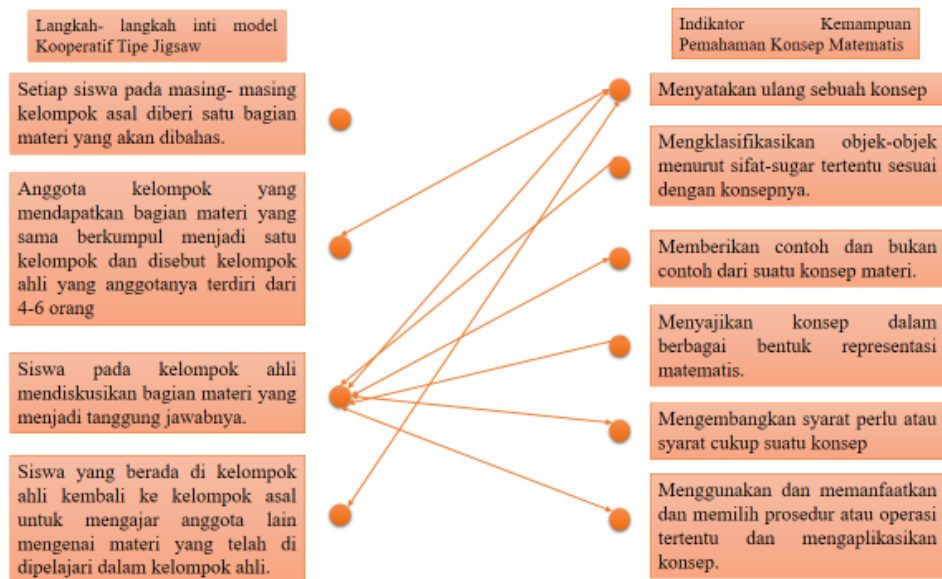 Langkah- langkah inti model
Kooperatif Tipe Jigsaw
Setiap siswa pada masing- masing
kelompok asal diberi satu bagian
materi yang akan dibahas.
Anggota kelompok yang
mendapatkan bagian materi yang
sama berkumpul menjadi satu
kelompok dan disebut kelompok
ahli yang anggotanya terdiri dari
4-6 orang
Siswa pada kelompok ahli
mendiskusikan bagian materi yang
menjadi tanggung jawabnya.
Siswa yang berada di kelompok
ahli kembali ke kelompok asal
untuk mengajar anggota lain
mengenai materi yang telah di
dipelajari dalam kelompok ahli.
Indikator Kemampuan
Pemahaman Konsep Matematis
Menyatakan ulang sebuah konsep
Mengklasifikasikan objek-objek
menurut sifat-sugar tertentu sesuai
dengan konsepnya.
Memberikan contoh dan bukan
contoh dari suatu konsep materi.
Menyajikan konsep dalam
berbagai bentuk representasi
matematis.
Mengembangkan syarat perlu atau
syarat cukup suatu konsep
Menggunakan dan memanfaatkan
dan memilih prosedur atau operasi
tertentu dan mengaplikasikan
konsep.